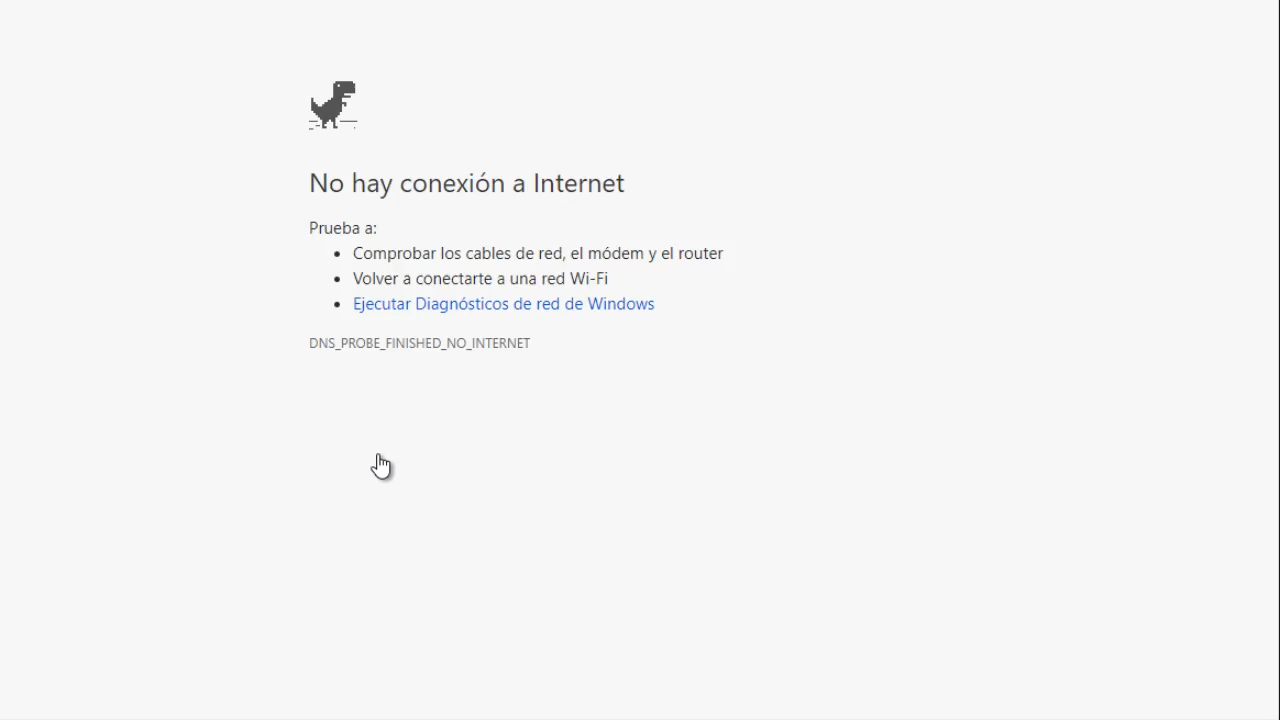 No hay conexión a Internet
Prueba a:
Comprobar los cables de red, el módem y el router
Volver a conectarte a una red Wi-Fi
Ejecutar Diagnósticos de red de Windows
DNS_PROBE_FINISHED_NO_INTERNET